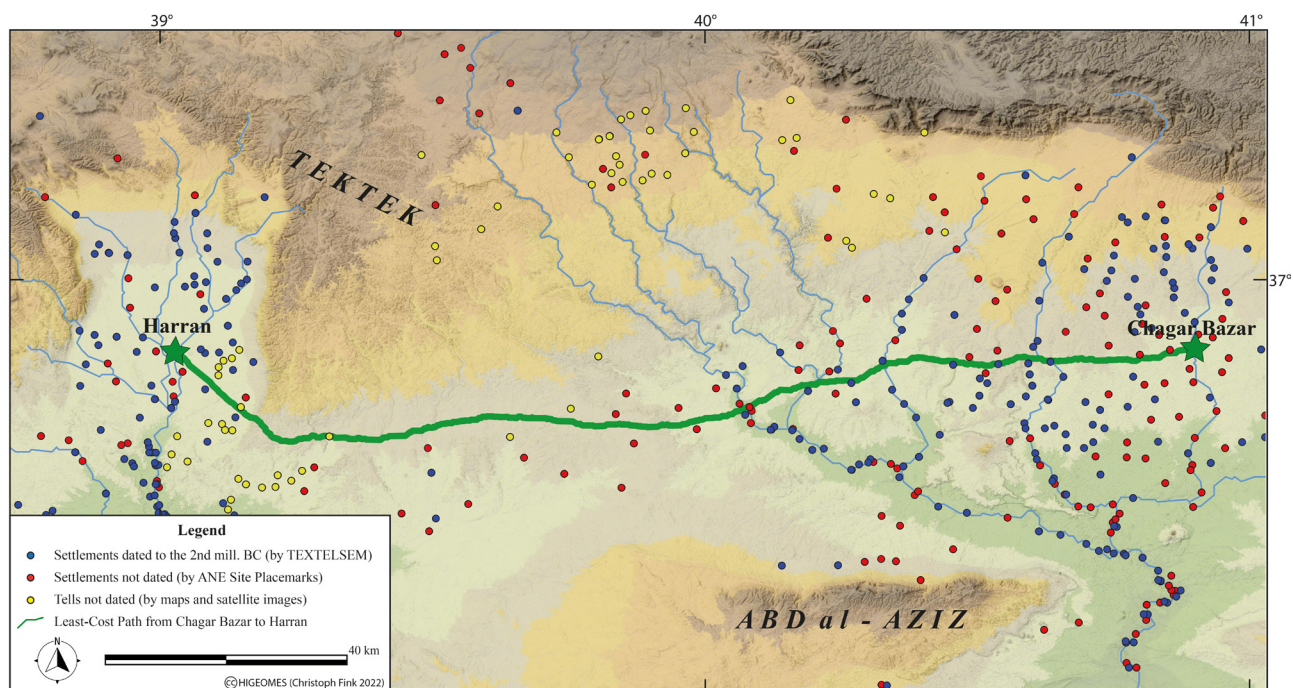 39°
40°
41°
37°
TEKTEK
Harran
Chagar Bazar
ABD al - AZIZ
Legend
Settlements dated to the 2nd mill. BC (by TEXTELSEM)
Settlements not dated (by ANE Site Placemarks)
Tells not dated (by maps and satellite images)
Least-Cost Path from Chagar Bazar to Harran
N
40 km
cc HIGEOMES (Christoph Fink 2022)